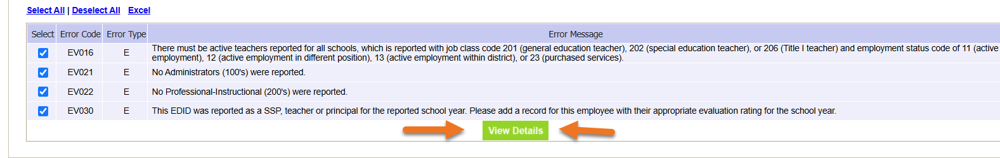 Select All | Deselect All Excel
Select Error Code Error Type Error Message
EV016 E There must be active teachers reported for all schools, which is reported with job class code 201 (general education teacher), 202 (special education teacher), or 206 (Title I teacher) and employment status code of 11 (active
employment), 12 (active employment in different position), 13 (active employment within district), or 23 (purchased services).
EV021 E No Administrators (100's) were reported.
EV022 E No Professional-Instructional (200's) were reported.
EV030 E This EDID was reported as a SSP, teacher or principal for the reported school year. Please add a record for this employee with their appropriate evaluation rating for the school year.
View Details